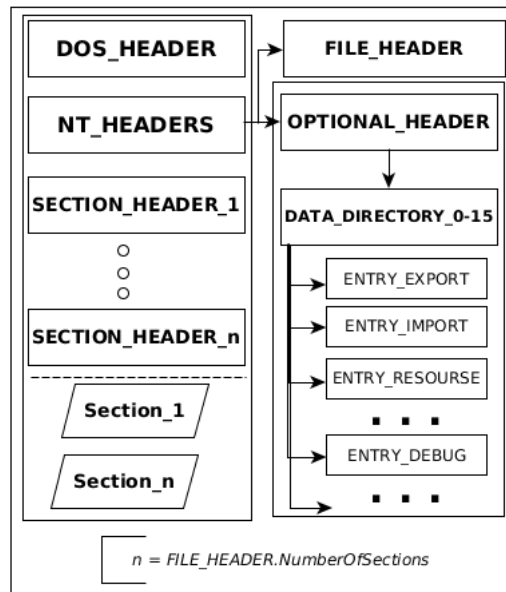 DOS_HEADER
NT_HEADERS
SECTION_HEADER_1
SECTION_HEADER_n
Section_1
Section_n
FILE_HEADER
OPTIONAL_HEADER
DATA_DIRECTORY_0-15
ENTRY_EXPORT
ENTRY_IMPORT
ENTRY_RESOURSE
. . .
ENTRY_DEBUG
. . .
n = FILE_HEADER.NumberOfSections